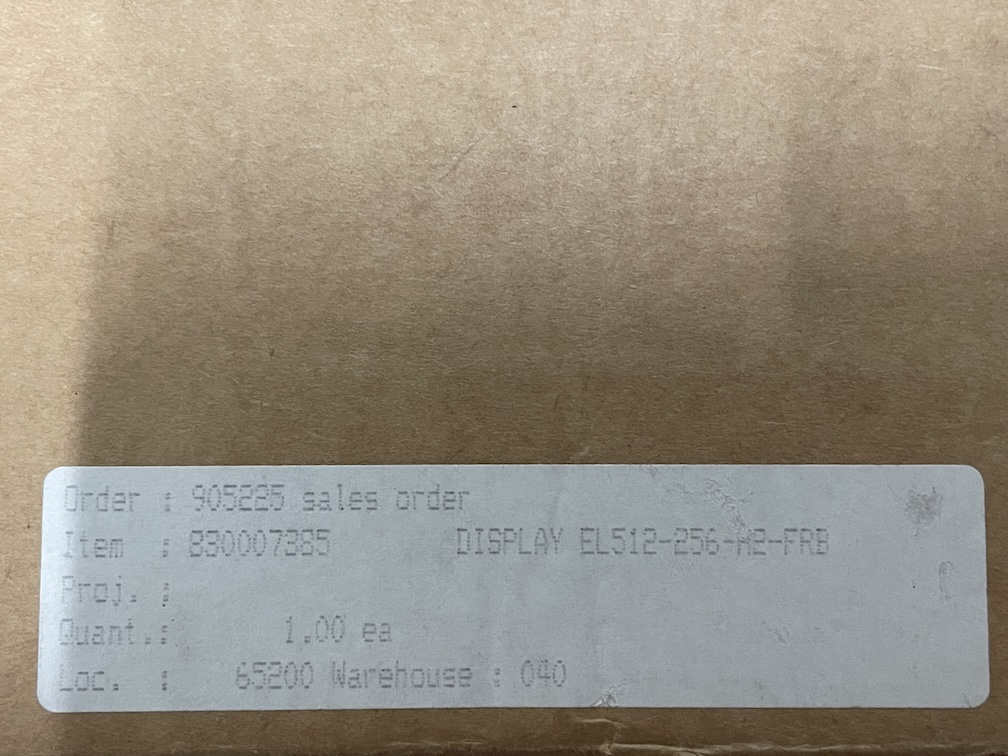 Order : 905225 sales order
Item : 830007385 DISPLAY EL512-256-H2-FRB
Proj. :
Quant.: 1.00 ea
Loc. : 65200 Warehouse : 040